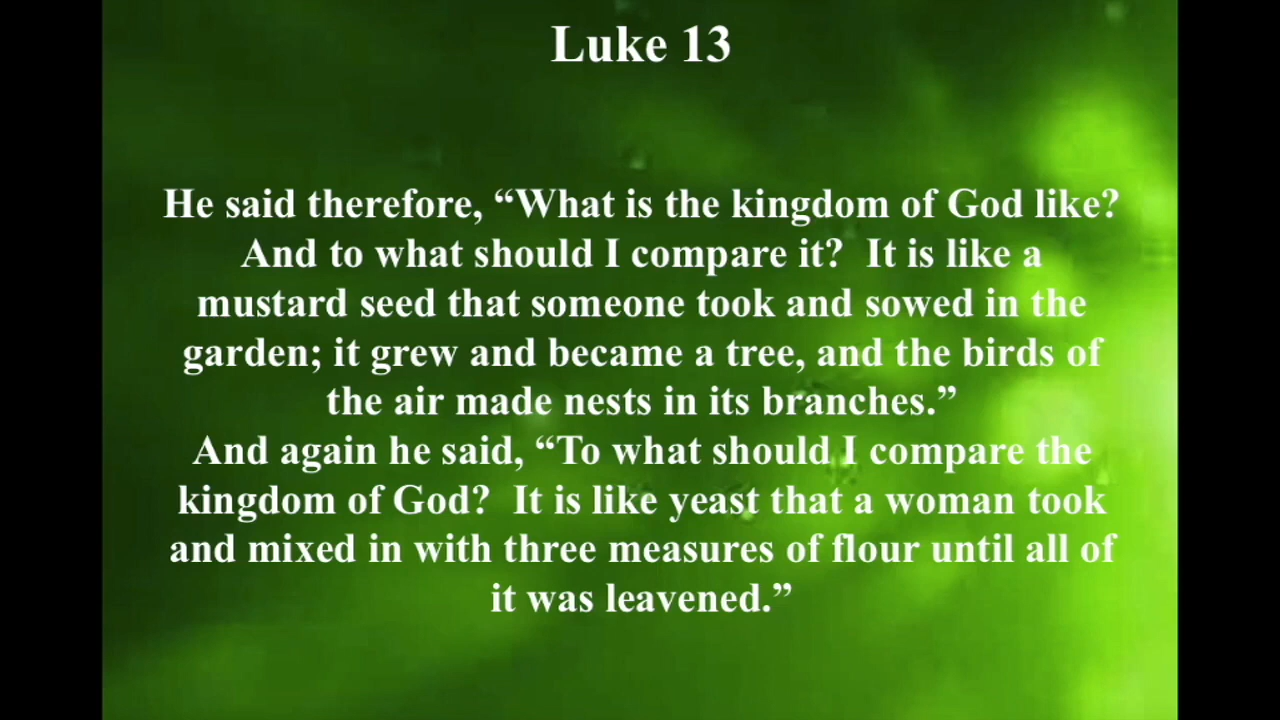 Luke 13
He said therefore, “What is the kingdom of God like?
And to what should I compare it?  It is like a
mustard seed that someone took and sowed in the
garden; it grew and became a tree, and the birds of
the air made nests in its branches.”
And again he said, “To what should I compare the
kingdom of God?  It is like yeast that a woman took
and mixed in with three measures of flour until all of
it was leavened.”